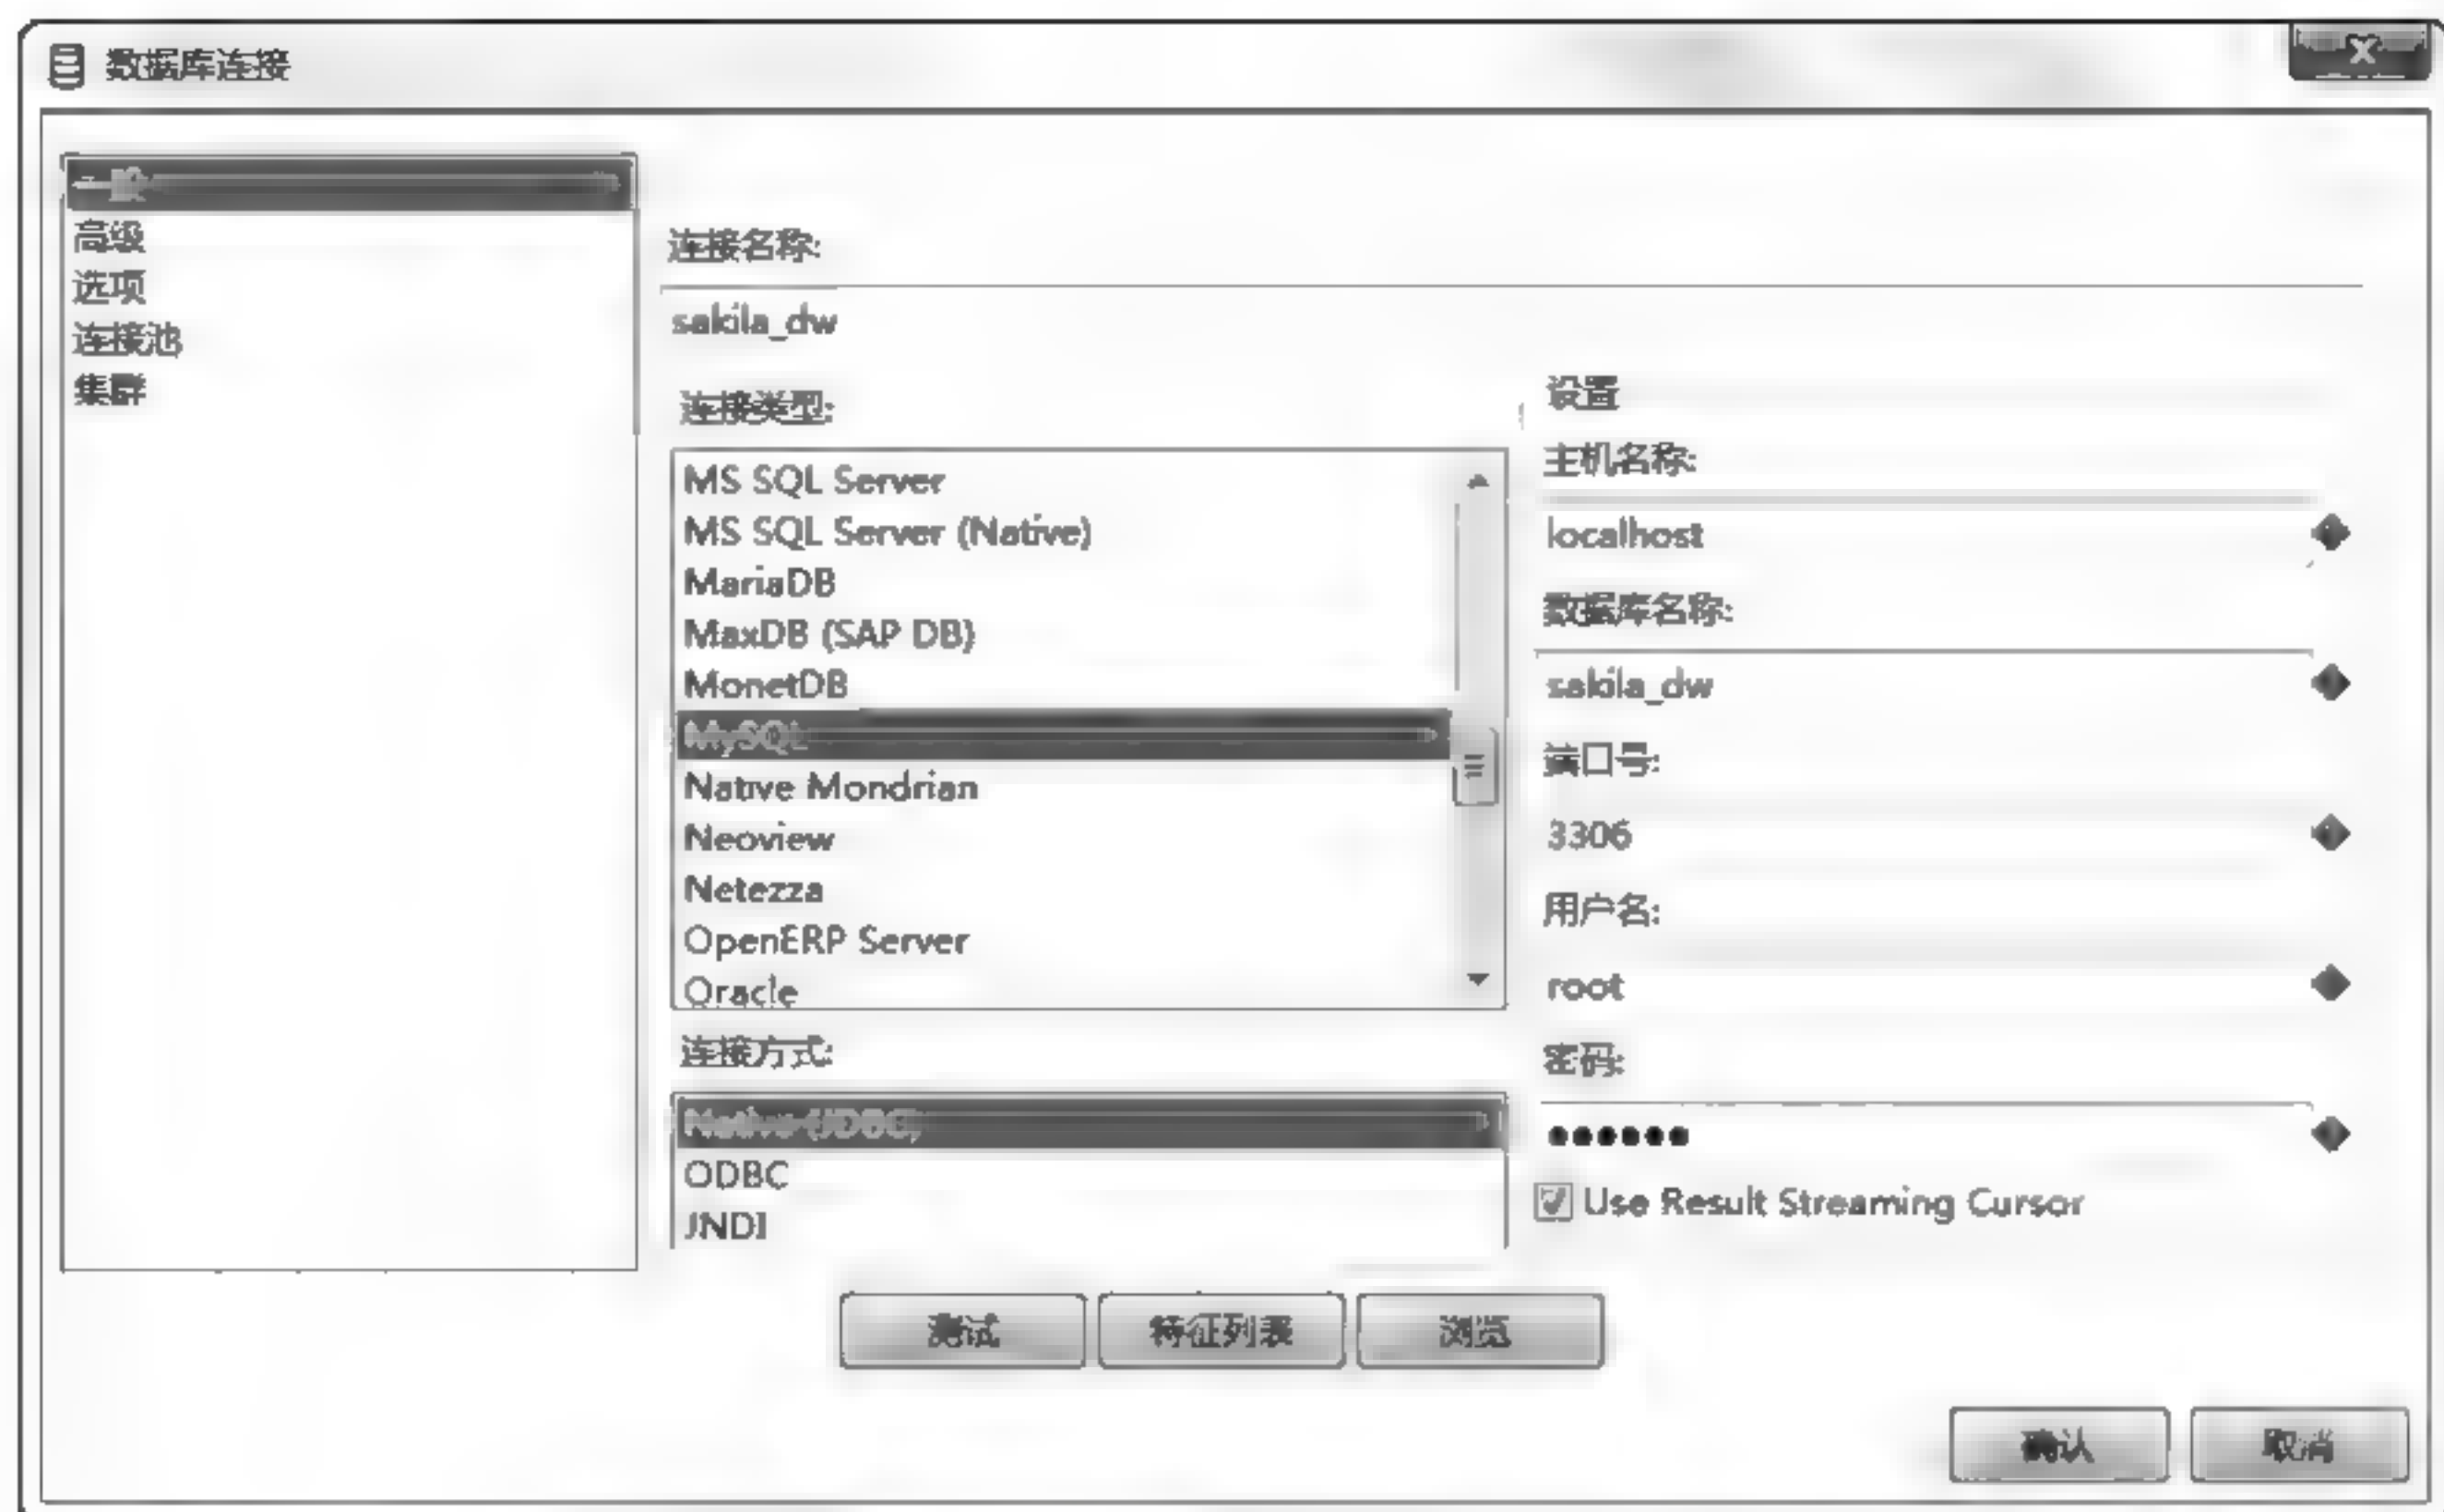 数据库连接
一般
高级
选项
连接池
集群
连接名称:
sakila_dw
连接类型:
MS SQL Server
MS SQL Server (Native)
MariaDB
MaxDB (SAP DB)
MonetDB
MySQL
Native Mondrian
Neoview
Netezza
OpenERP Server
Oracle
连接方式:
Native (JDBC)
ODBC
JNDI
设置
主机名称:
localhost
数据库名称:
sakila_dw
端口号:
3306
用户名:
root
密码:
●●●●●●
Use Result Streaming Cursor
测试
特征列表
浏览
确认
取消